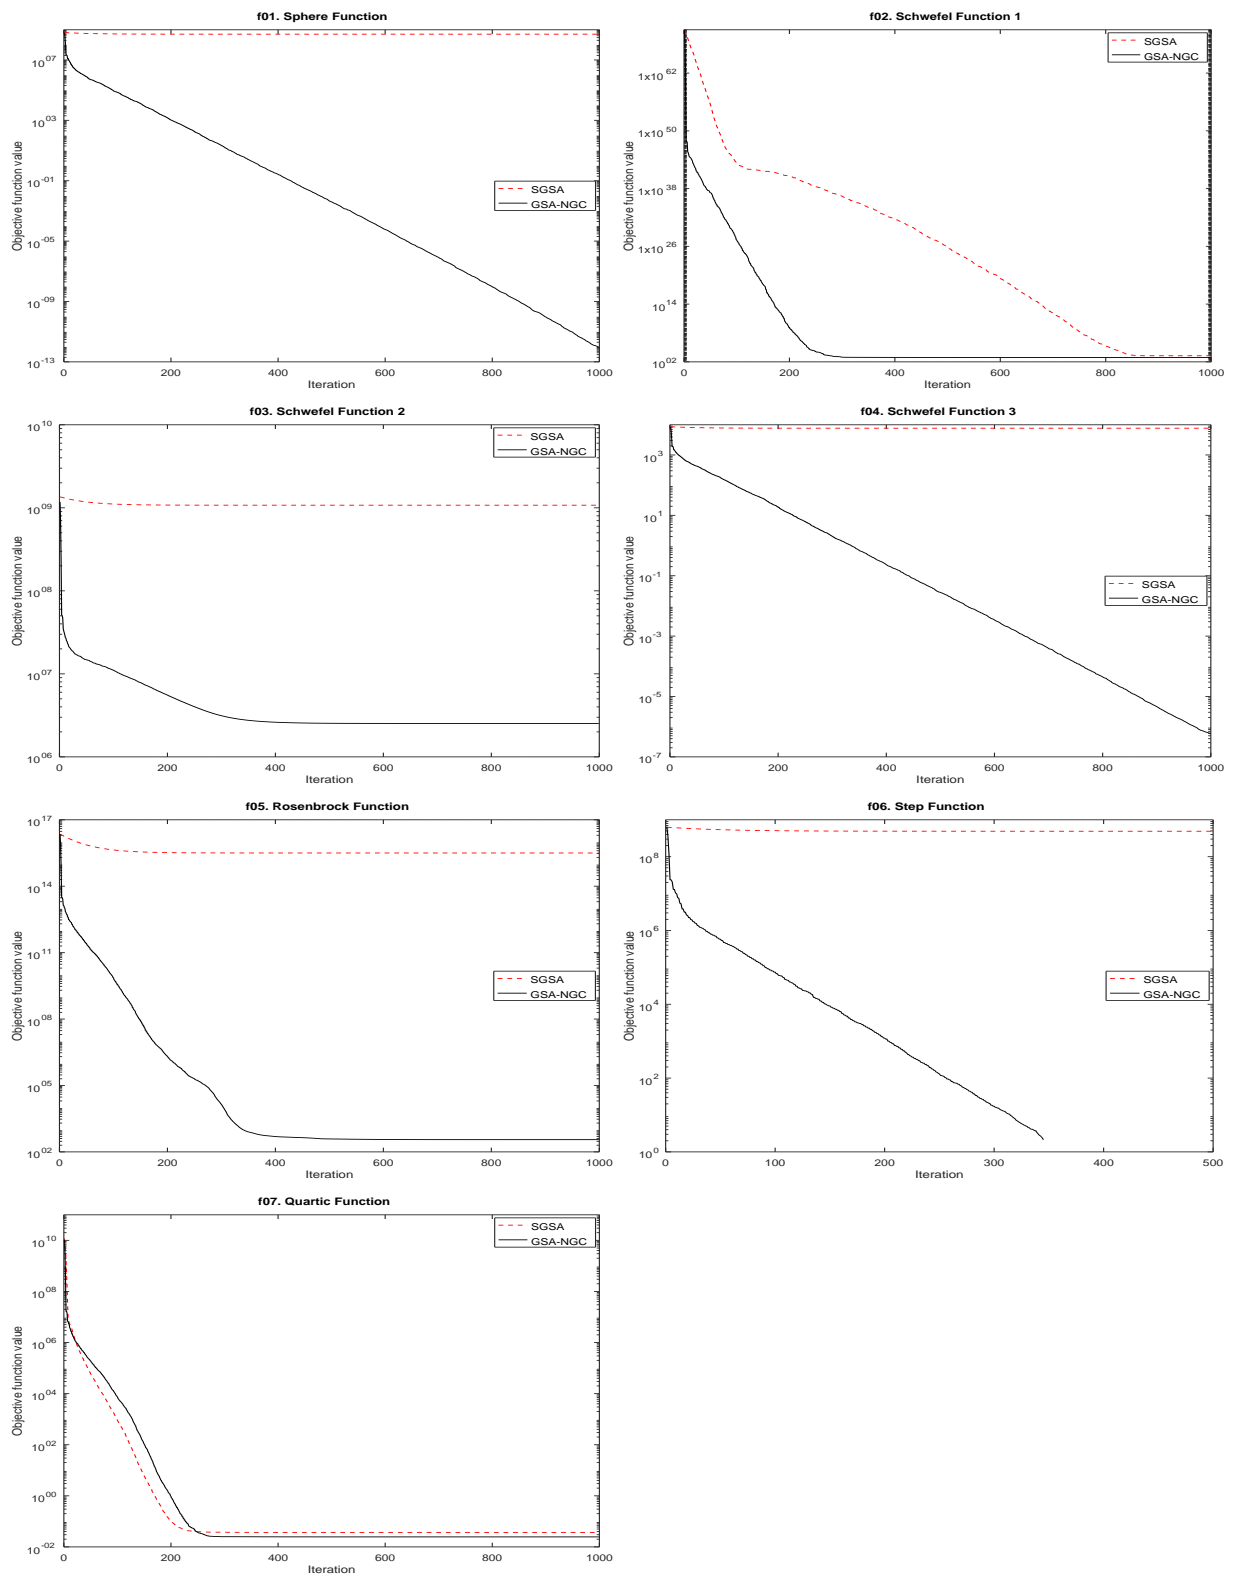 f01. Sphere Function
Objective function value
10^07
10^03
10^-01
10^-05
10^-09
10^-13
SGSA
GSA-NGC
0 200 400 600 800 1000
Iteration
f02. Schwefel Function 1
Objective function value
1x10^62
1x10^50
1x10^38
1x10^26
10^14
10^02
SGSA
GSA-NGC
0 200 400 600 800 1000
Iteration
f03. Schwefel Function 2
Objective function value
10^10
10^09
10^08
10^07
10^06
SGSA
GSA-NGC
0 200 400 600 800 1000
Iteration
f04. Schwefel Function 3
Objective function value
10^3
10^1
10^-1
10^-3
10^-5
10^-7
SGSA
GSA-NGC
0 200 400 600 800 1000
Iteration
f05. Rosenbrock Function
Objective function value
10^17
10^14
10^11
10^08
10^05
10^02
SGSA
GSA-NGC
0 200 400 600 800 1000
Iteration
f06. Step Function
Objective function value
10^8
10^6
10^4
10^2
10^0
SGSA
GSA-NGC
0 100 200 300 400 500
Iteration
f07. Quartic Function
Objective function value
10^10
10^08
10^06
10^04
10^02
10^00
10^-02
SGSA
GSA-NGC
0 200 400 600 800 1000
Iteration